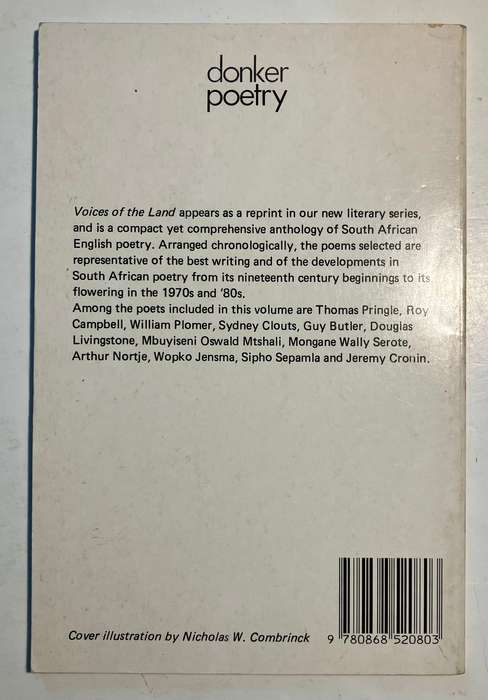 donker
poetry
Voices of the Land appears as a reprint in our new literary series,
and is a compact yet comprehensive anthology of South African
English poetry. Arranged chronologically, the poems selected are
representative of the best writing and of the developments in
South African poetry from its nineteenth century beginnings to its
flowering in the 1970s and '80s.
Among the poets included in this volume are Thomas Pringle, Roy
Campbell, William Plomer, Sydney Clouts, Guy Butler, Douglas
Livingstone, Mbuyiseni Oswald Mtshali, Mongane Wally Serote,
Arthur Nortje, Wopko Jensma, Sipho Sepamla and Jeremy Cronin.
Cover illustration by Nicholas W. Combrinck
9 780868 520803